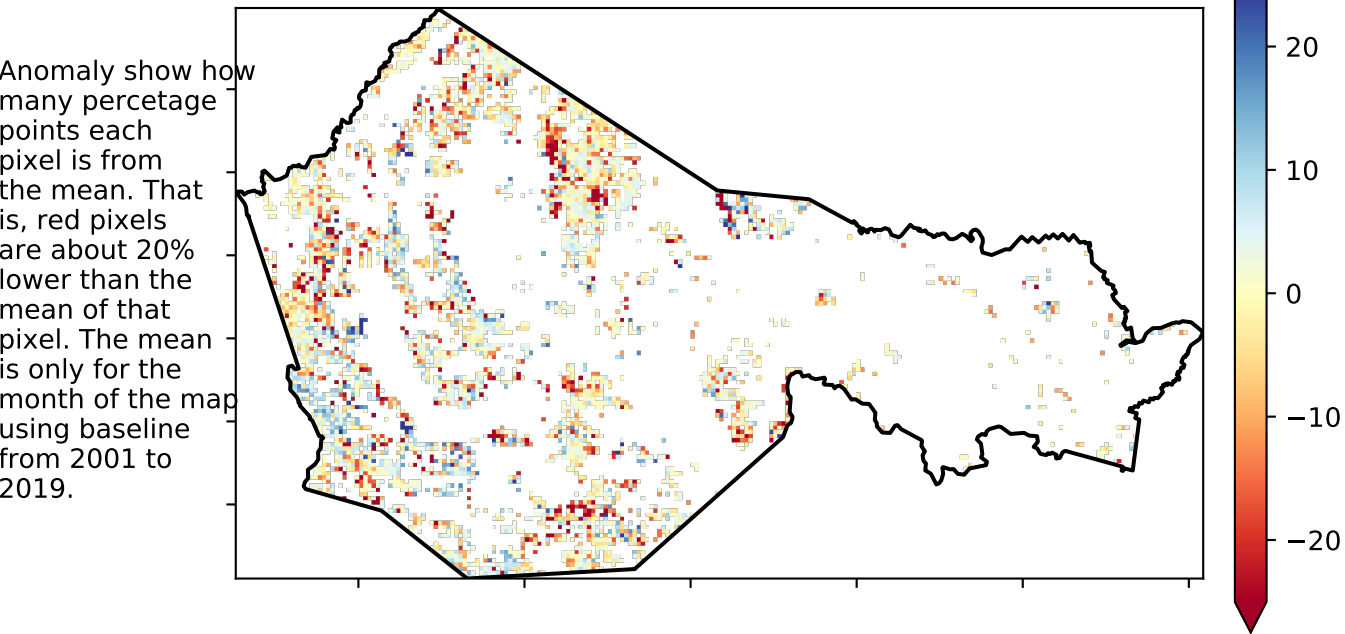 Anomaly show how
many percetage
points each
pixel is from
the mean. That
is, red pixels
are about 20%
lower than the
mean of that
pixel. The mean
is only for the
month of the map
using baseline
from 2001 to
2019.
20
10
0
−10
−20